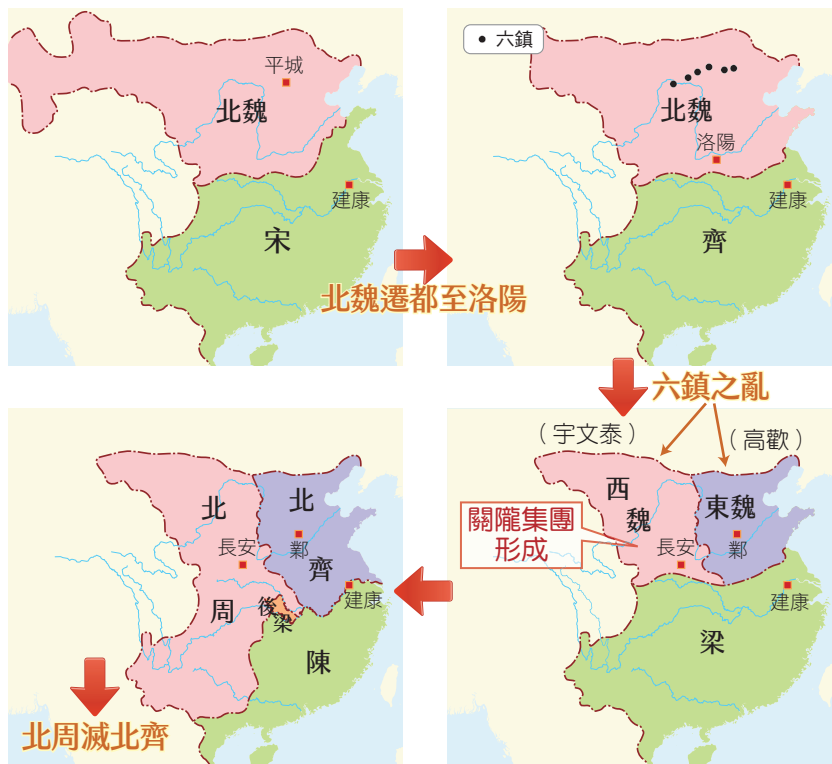 平城
北魏
建康
宋
北魏遷都至洛陽
六鎮
北魏
洛陽
建康
齊
六鎮之亂
（宇文泰）
（高歡）
西魏
東魏
關隴集團
形成
長安
鄴
建康
梁
北周
北齊
長安
鄴
後梁
建康
陳
北周滅北齊